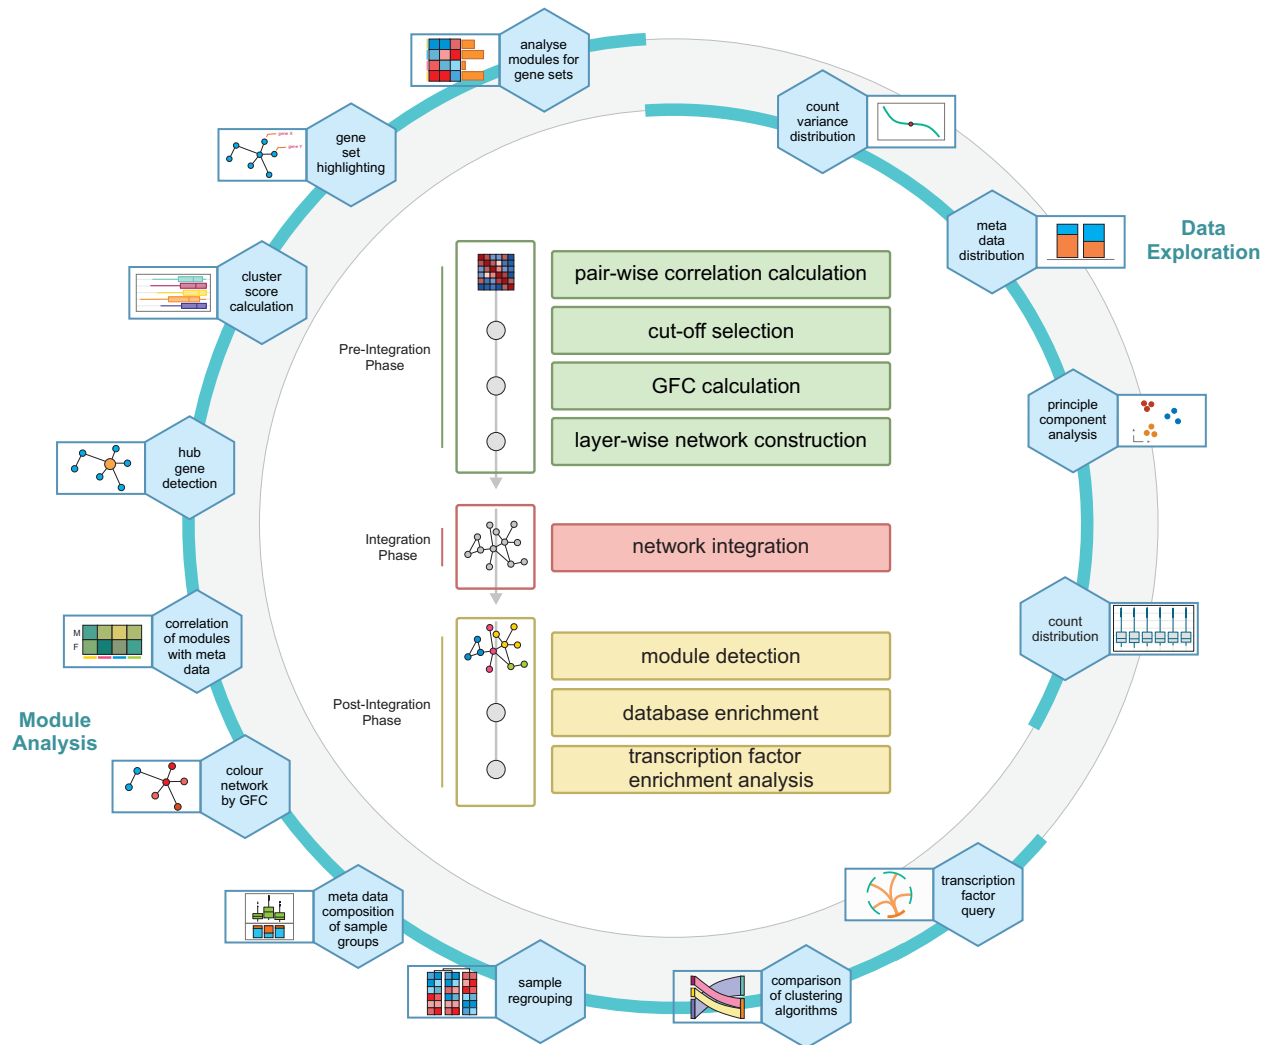 analyse
modules for
gene sets
count
variance
distribution
gene
set
highlighting
gene X
gene Y
meta
data
distribution
Data
Exploration
cluster
score
calculation
pair-wise correlation calculation
cut-off selection
Pre-Integration
Phase
GFC calculation
layer-wise network construction
principle
component
analysis
hub
gene
detection
Integration
Phase
network integration
count
distribution
correlation
of modules
with meta
data
M
F
module detection
Post-Integration
Phase
database enrichment
transcription factor
enrichment analysis
Module
Analysis
colour
network
by GFC
transcription
factor
query
meta data
composition
of sample
groups
sample
regrouping
comparison
of clustering
algorithms